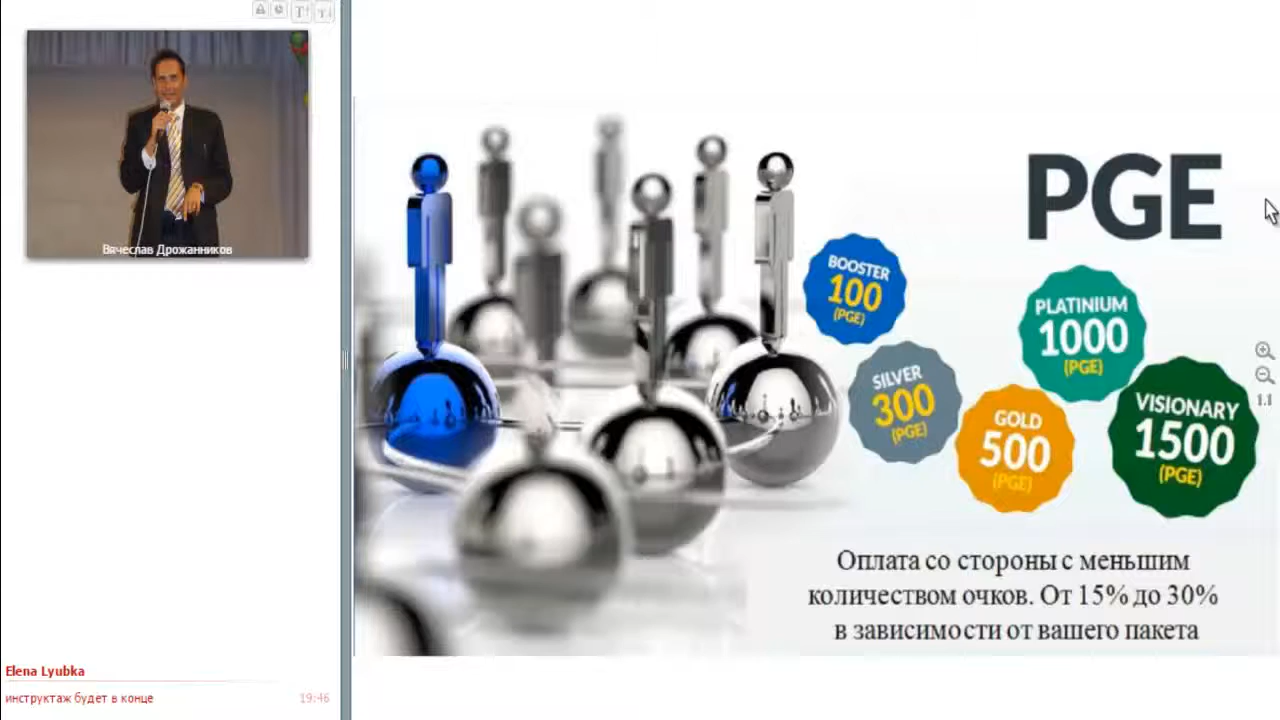 Вячеслав Дрожанников
PGE
BOOSTER
100
(PGE)
SILVER
300
(PGE)
GOLD
500
(PGE)
PLATINIUM
1000
(PGE)
VISIONARY
1500
(PGE)
Оплата со стороны с меньшим
количеством очков. От 15% до 30%
в зависимости от вашего пакета
1.1
Elena Lyubka
инструктаж будет в конце
19:46